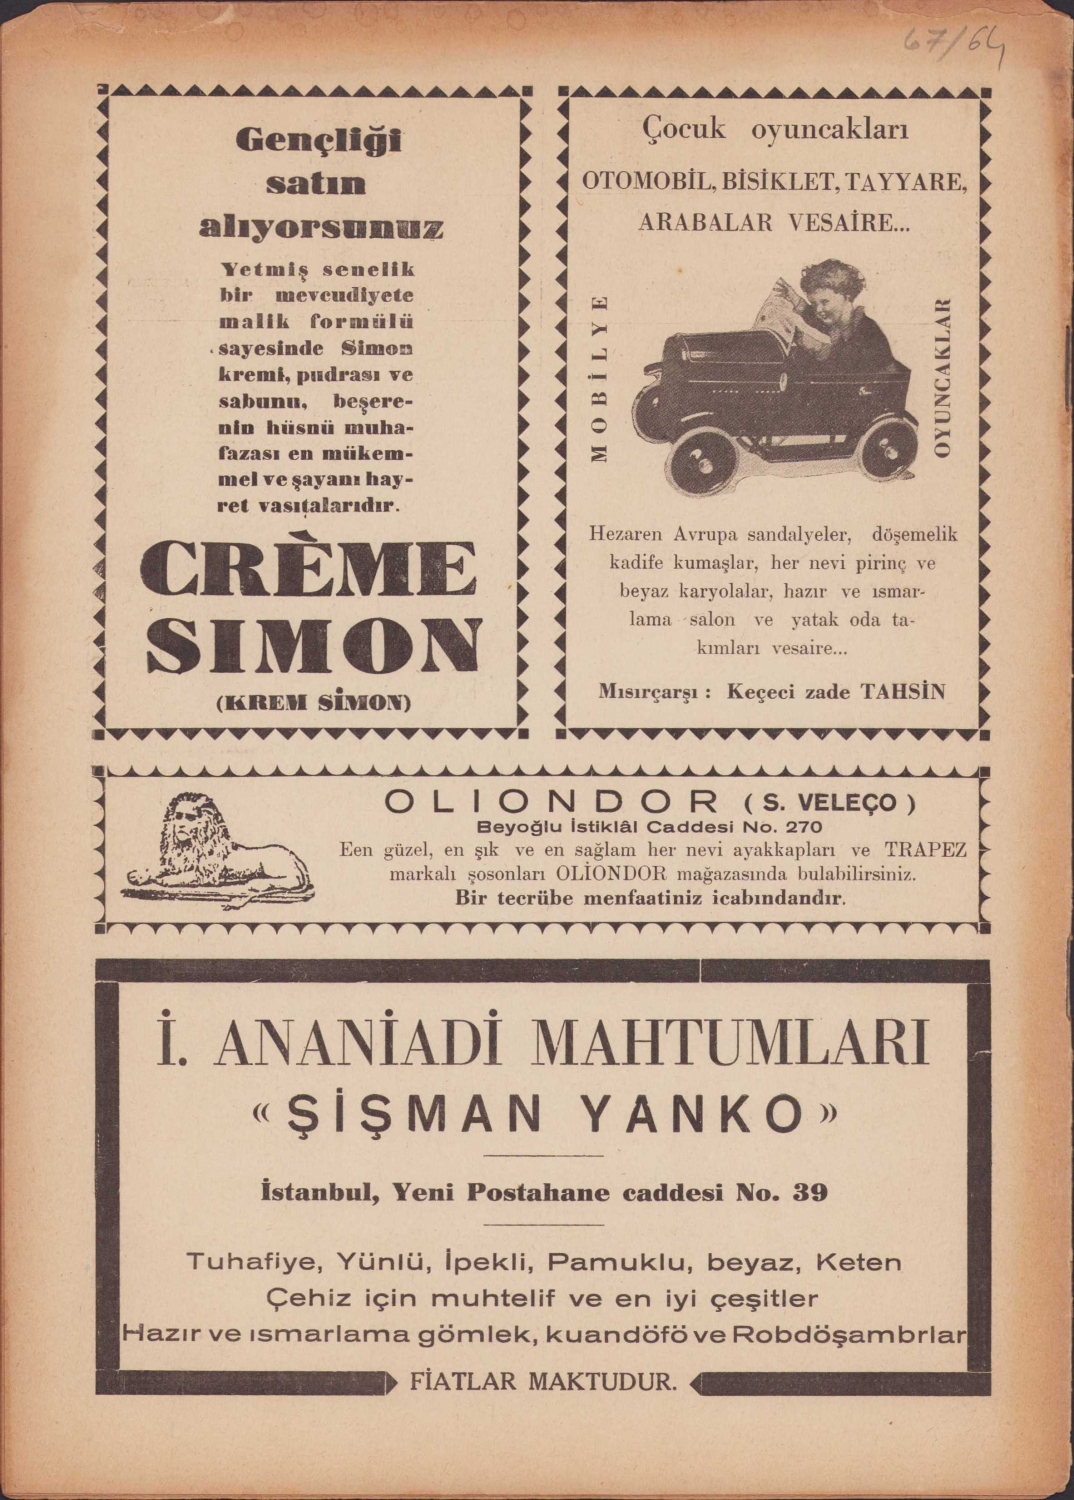 67/64
Gençliği
satın
alıyorsunuz
Yetmiş senelik
bir mevcudiyete
malik formülü
sayesinde Simon
kremi, pudrası ve
sabunu, beşere-
nin hüsnü muha-
fazası en mükem-
mel ve şayanı hay-
ret vasıtalarıdır.
CRÈME
SIMON
(KREM SİMON)
Çocuk oyuncakları
OTOMOBİL, BİSİKLET, TAYYARE,
ARABALAR VESAİRE...
MOBİLYE
OYUNCAKLAR
Hezaren Avrupa sandalyeler, döşemelik
kadife kumaşlar, her nevi pirinç ve
beyaz karyolalar, hazır ve ısmar-
lama salon ve yatak oda ta-
kımları vesaire...
Mısırçarşı : Keçeci zade TAHSİN
OLIONDOR (S. VELEÇO)
Beyoğlu İstiklâl Caddesi No. 270
Een güzel, en şık ve en sağlam her nevi ayakkapları ve TRAPEZ
markalı şosonları OLİONDOR mağazasında bulabilirsiniz.
Bir tecrübe menfaatiniz icabındandır.
İ. ANANİADİ MAHTUMLARI
« ŞİŞMAN YANKO »
İstanbul, Yeni Postahane caddesi No. 39
Tuhafiye, Yünlü, İpekli, Pamuklu, beyaz, Keten
Çehiz için muhtelif ve en iyi çeşitler
Hazır ve ısmarlama gömlek, kuandöfö ve Robdöşambrlar
FİATLAR MAKTUDUR.